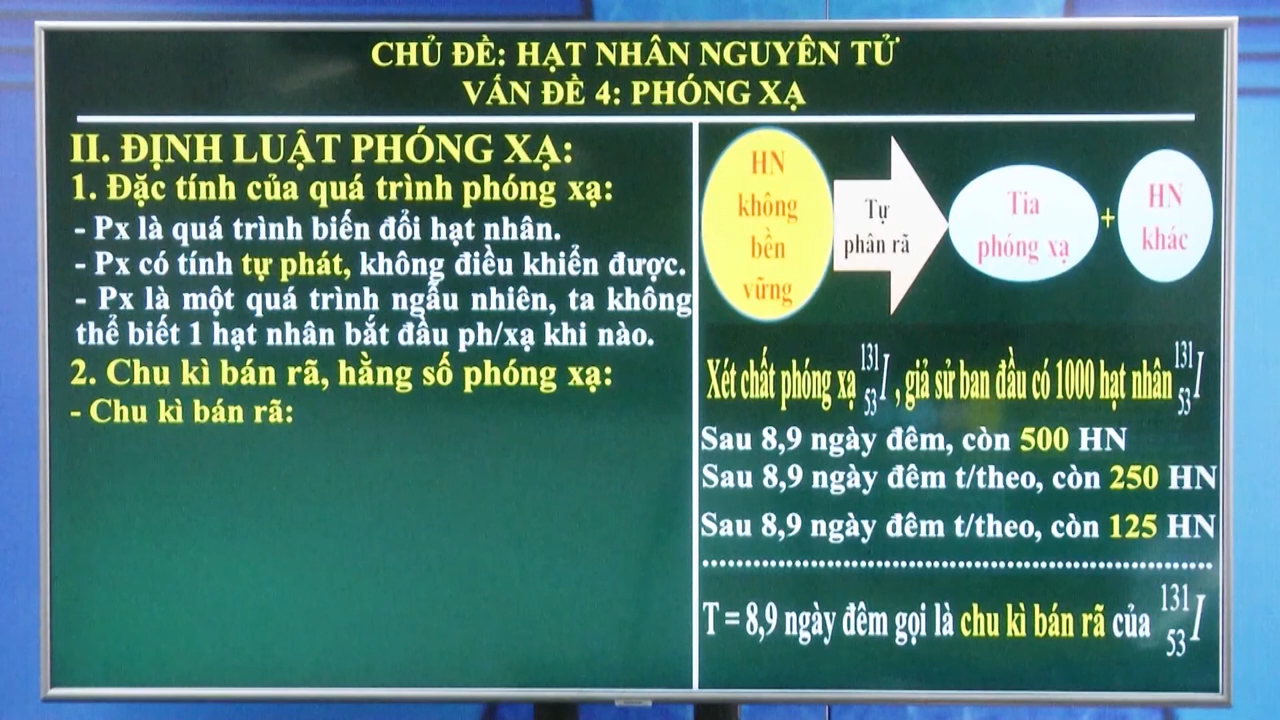 CHỦ ĐỀ: HẠT NHÂN NGUYÊN TỬ
VẤN ĐỀ 4: PHÓNG XẠ
II. ĐỊNH LUẬT PHÓNG XẠ:
1. Đặc tính của quá trình phóng xạ:
- Px là quá trình biến đổi hạt nhân.
- Px có tính tự phát, không điều khiển được.
- Px là một quá trình ngẫu nhiên, ta không
thể biết 1 hạt nhân bắt đầu ph/xạ khi nào.
2. Chu kì bán rã, hằng số phóng xạ:
- Chu kì bán rã:
HN
không
bền
vững
Tự
phân rã
Tia
phóng xạ
+
HN
khác
Xét chất phóng xạ ¹³¹₅₃I , giả sử ban đầu có 1000 hạt nhân ¹³¹₅₃I
Sau 8,9 ngày đêm, còn 500 HN
Sau 8,9 ngày đêm t/theo, còn 250 HN
Sau 8,9 ngày đêm t/theo, còn 125 HN
T = 8,9 ngày đêm gọi là chu kì bán rã của ¹³¹₅₃I